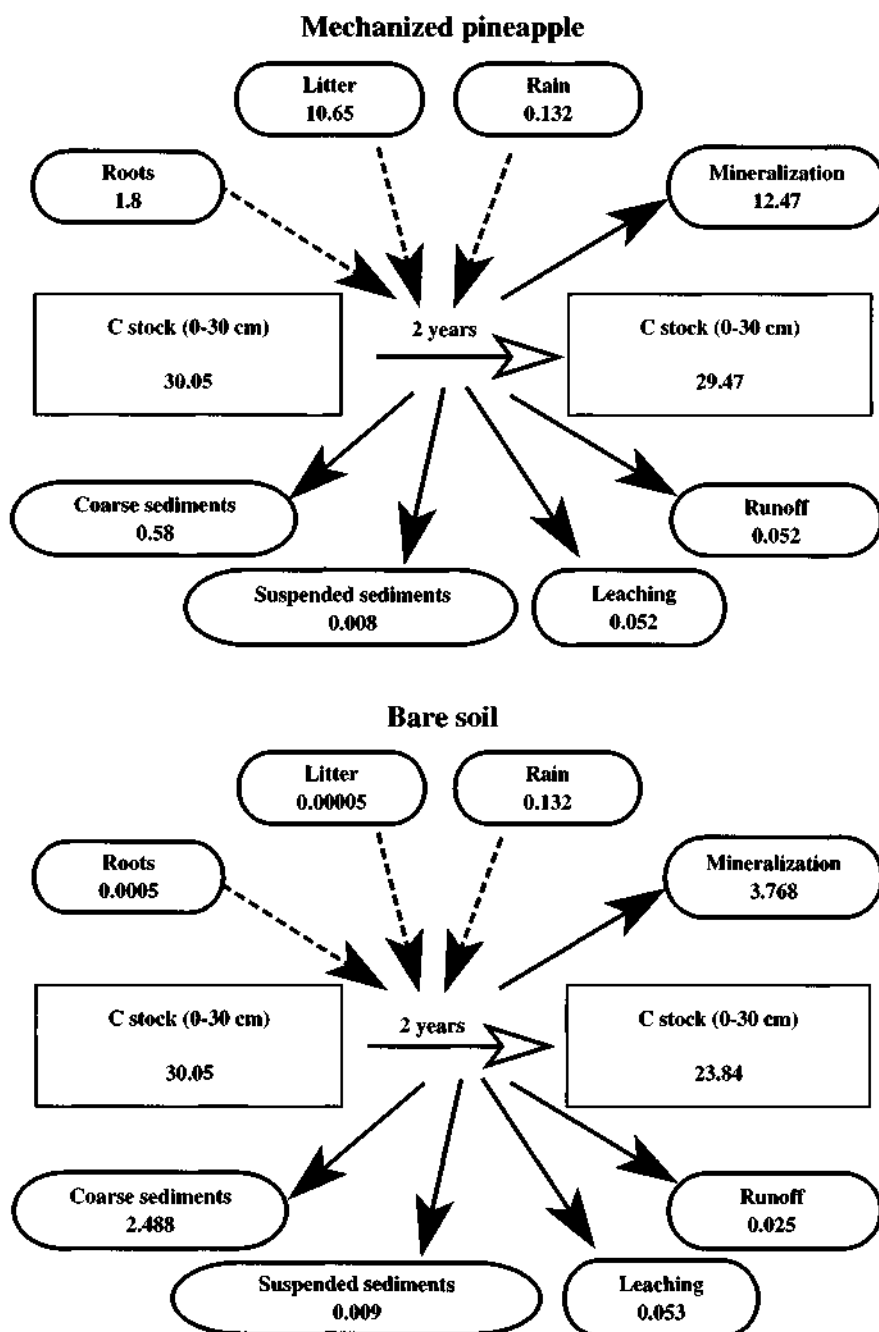 Mechanized pineapple
Litter
10.65
Rain
0.132
Roots
1.8
Mineralization
12.47
C stock (0-30 cm)
30.05
2 years
C stock (0-30 cm)
29.47
Coarse sediments
0.58
Suspended sediments
0.008
Leaching
0.052
Runoff
0.052
Bare soil
Litter
0.00005
Rain
0.132
Roots
0.0005
Mineralization
3.768
C stock (0-30 cm)
30.05
2 years
C stock (0-30 cm)
23.84
Coarse sediments
2.488
Suspended sediments
0.009
Leaching
0.053
Runoff
0.025